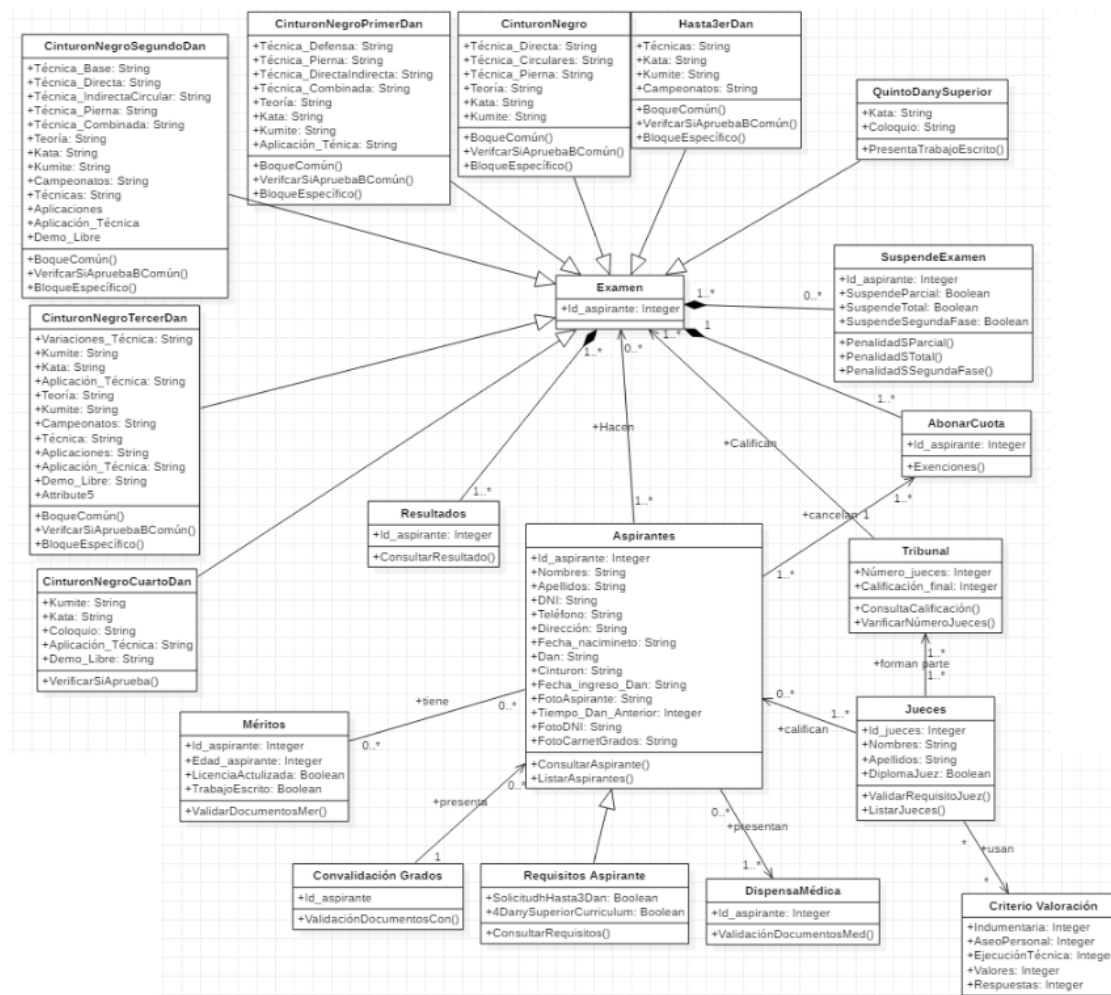 CinturonNegroSegundoDan
+Técnica_Base: String
+Técnica_Directa: String
+Técnica_IndirectaCircular: String
+Técnica_Pierna: String
+Técnica_Combinada: String
+Teoría: String
+Kata: String
+Kumite: String
+Campeonatos: String
+Técnicas: String
+Aplicaciones
+Aplicación_Técnica
+Demo_Libre
+BoqueComún()
+VerifcarSiApruebaBComún()
+BloqueEspecífico()
CinturonNegroPrimerDan
+Técnica_Defensa: String
+Técnica_Pierna: String
+Técnica_DirectaIndirecta: String
+Técnica_Combinada: String
+Teoría: String
+Kata: String
+Kumite: String
+Aplicación_Ténica: String
+BoqueComún()
+VerifcarSiApruebaBComún()
+BloqueEspecífico()
CinturonNegro
+Técnica_Directa: String
+Técnica_Circulares: String
+Técnica_Pierna: String
+Teoría: String
+Kata: String
+Kumite: String
+BoqueComún()
+VerifcarSiApruebaBComún()
+BloqueEspecífico()
Hasta3erDan
+Técnicas: String
+Kata: String
+Kumite: String
+Campeonatos: String
+BoqueComún()
+VerifcarSiApruebaBComún()
+BloqueEspecífico()
QuintoDanySuperior
+Kata: String
+Coloquio: String
+PresentaTrabajoEscrito()
Examen
+Id_aspirante: Integer
1..*
0..*
1
1..*
0..*
1..*
SuspendeExamen
+Id_aspirante: Integer
+SuspendeParcial: Boolean
+SuspendeTotal: Boolean
+SuspendeSegundaFase: Boolean
+PenalidadSParcial()
+PenalidadSTotal()
+PenalidadSSegundaFase()
CinturonNegroTercerDan
+Variaciones_Técnica: String
+Kumite: String
+Kata: String
+Aplicación_Técnica: String
+Teoría: String
+Kumite: String
+Campeonatos: String
+Técnica: String
+Aplicaciones: String
+Aplicación_Técnica: String
+Demo_Libre: String
+Attribute5
+BoqueComún()
+VerifcarSiApruebaBComún()
+BloqueEspecífico()
+Hacen
+Califican
1..*
AbonarCuota
+Id_aspirante: Integer
+Exenciones()
1..*
1..*
1..*
+cancelan
1
Resultados
+Id_aspirante: Integer
+ConsultarResultado()
Aspirantes
+Id_aspirante: Integer
+Nombres: String
+Apellidos: String
+DNI: String
+Teléfono: String
+Dirección: String
+Fecha_nacimineto: String
+Dan: String
+Cinturon: String
+Fecha_ingreso_Dan: String
+FotoAspirante: String
+Tiempo_Dan_Anterior: Integer
+FotoDNI: String
+FotoCarnetGrados: String
+ConsultarAspirante()
+ListarAspirantes()
1..*
Tribunal
+Número_jueces: Integer
+Calificación_final: Integer
+ConsultaCalificación()
+VarificarNúmeroJueces()
CinturonNegroCuartoDan
+Kumite: String
+Kata: String
+Coloquio: String
+Aplicación_Técnica: String
+Demo_Libre: String
+VerificarSiAprueba()
1..*
+forman parte
1..*
+tiene
0..*
0..*
Méritos
+Id_aspirante: Integer
+Edad_aspirante: Integer
+LicenciaActulizada: Boolean
+TrabajoEscrito: Boolean
+ValidarDocumentosMer()
0..*
1..*
+califican
Jueces
+Id_jueces: Integer
+Nombres: String
+Apellidos: String
+DiplomaJuez: Boolean
+ValidarRequisitoJuez()
+ListarJueces()
0..*
+presenta
1
0..*
+presentan
1..*
*
+usan
*
Convalidación Grados
+Id_aspirante
+ValidaciónDocumentosCon()
Requisitos Aspirante
+SolicitudhHasta3Dan: Boolean
+4DanySuperiorCurriculum: Boolean
+ConsultarRequisitos()
DispensaMédica
+Id_aspirante: Integer
+ValidaciónDocumentosMed()
Criterio Valoración
+Indumentaria: Integer
+AseoPersonal: Integer
+EjecuciónTécnica: Integer
+Valores: Integer
+Respuestas: Integer